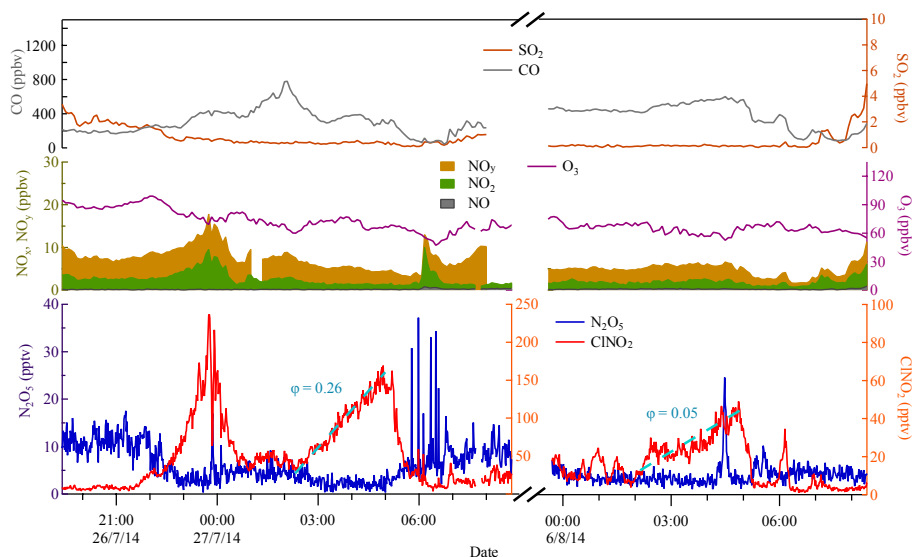 CO (ppbv)
1200
800
400
0
SO₂
CO
10
8
6
4
2
0
SO₂ (ppbv)
NOₓ, NOᵧ (ppbv)
30
20
10
0
NOᵧ
NO₂
NO
O₃
120
90
60
30
0
O₃ (ppbv)
N₂O₅ (pptv)
40
30
20
10
0
φ = 0.26
250
200
150
100
50
0
N₂O₅
ClNO₂
φ = 0.05
100
80
60
40
20
0
ClNO₂ (pptv)
21:00
00:00
03:00
06:00
00:00
03:00
06:00
26/7/14
27/7/14
6/8/14
Date